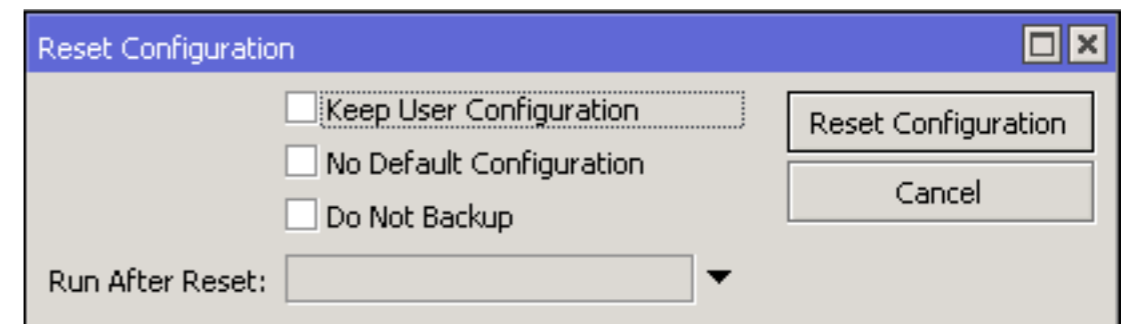 Reset Configuration
Keep User Configuration
Reset Configuration
No Default Configuration
Cancel
Do Not Backup
Run After Reset: